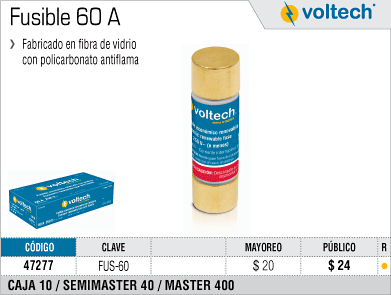 Fusible 60 A
voltech
Fabricado en fibra de vidrio
con policarbonato antiflama
voltech
CÓDIGO CLAVE MAYOREO PÚBLICO R
47277 FUS-60 $ 20 $ 24
CAJA 10 / SEMIMASTER 40 / MASTER 400